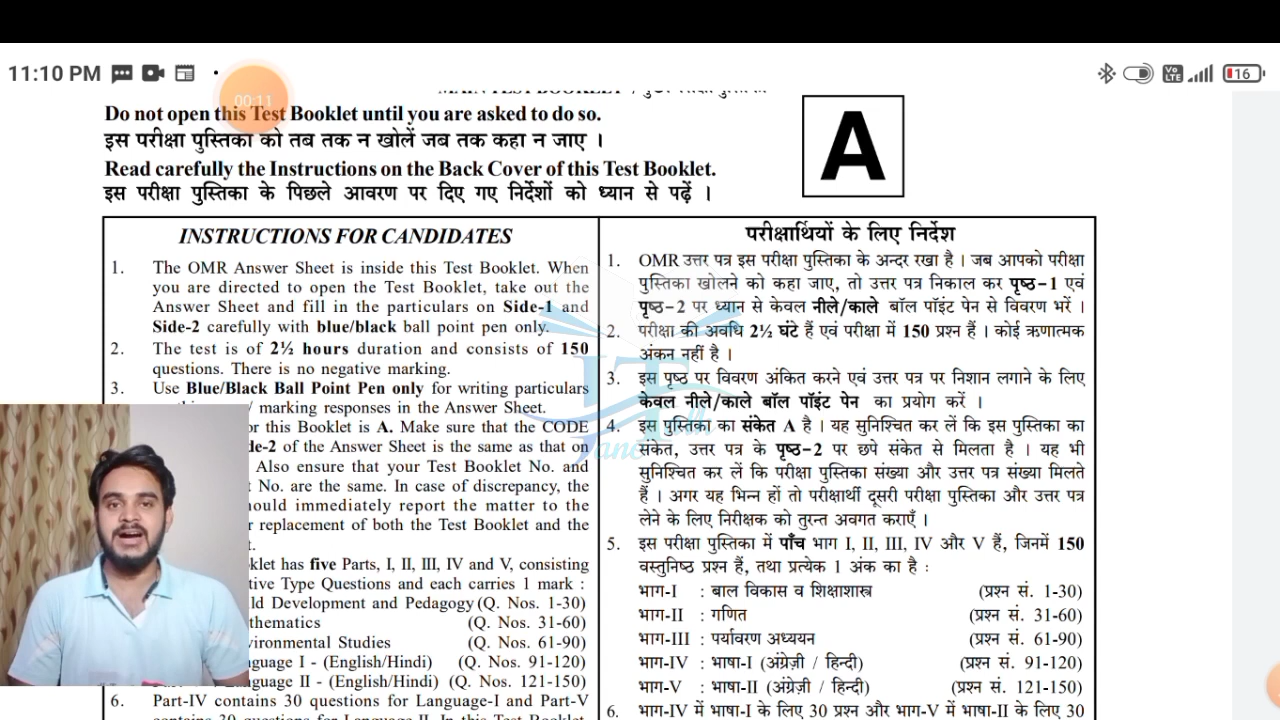 11:10 PM
00:11
Vo LTE
16
Do not open this Test Booklet until you are asked to do so.
इस परीक्षा पुस्तिका को तब तक न खोलें जब तक कहा न जाए ।
Read carefully the Instructions on the Back Cover of this Test Booklet.
इस परीक्षा पुस्तिका के पिछले आवरण पर दिए गए निर्देशों को ध्यान से पढ़ें ।
A
INSTRUCTIONS FOR CANDIDATES
1. The OMR Answer Sheet is inside this Test Booklet. When
you are directed to open the Test Booklet, take out the
Answer Sheet and fill in the particulars on Side-1 and
Side-2 carefully with blue/black ball point pen only.
2. The test is of 2½ hours duration and consists of 150
questions. There is no negative marking.
3. Use Blue/Black Ball Point Pen only for writing particulars
/ marking responses in the Answer Sheet.
for this Booklet is A. Make sure that the CODE
of the Answer Sheet is the same as that on
Also ensure that your Test Booklet No. and
No. are the same. In case of discrepancy, the
immediately report the matter to the
replacement of both the Test Booklet and the
has five Parts, I, II, III, IV and V, consisting
Type Questions and each carries 1 mark :
Development and Pedagogy (Q. Nos. 1-30)
(Q. Nos. 31-60)
Studies (Q. Nos. 61-90)
I - (English/Hindi) (Q. Nos. 91-120)
II - (English/Hindi) (Q. Nos. 121-150)
6. Part-IV contains 30 questions for Language-I and Part-V
contains 30 questions for Language-II. In this Test Booklet,
परीक्षार्थियों के लिए निर्देश
1. OMR उत्तर पत्र इस परीक्षा पुस्तिका के अन्दर रखा है । जब आपको परीक्षा
पुस्तिका खोलने को कहा जाए, तो उत्तर पत्र निकाल कर पृष्ठ-1 एवं
पृष्ठ-2 पर ध्यान से केवल नीले/काले बॉल पॉइंट पेन से विवरण भरें ।
2. परीक्षा की अवधि 2½ घंटे हैं एवं परीक्षा में 150 प्रश्न हैं । कोई ऋणात्मक
अंकन नहीं है ।
3. इस पृष्ठ पर विवरण अंकित करने एवं उत्तर पत्र पर निशान लगाने के लिए
केवल नीले/काले बॉल पॉइंट पेन का प्रयोग करें ।
4. इस पुस्तिका का संकेत A है । यह सुनिश्चित कर लें कि इस पुस्तिका का
संकेत, उत्तर पत्र के पृष्ठ-2 पर छपे संकेत से मिलता है । यह भी
सुनिश्चित कर लें कि परीक्षा पुस्तिका संख्या और उत्तर पत्र संख्या मिलते
हैं । अगर यह भिन्न हों तो परीक्षार्थी दूसरी परीक्षा पुस्तिका और उत्तर पत्र
लेने के लिए निरीक्षक को तुरन्त अवगत कराएँ ।
5. इस परीक्षा पुस्तिका में पाँच भाग I, II, III, IV और V हैं, जिनमें 150
वस्तुनिष्ठ प्रश्न हैं, तथा प्रत्येक 1 अंक का है :
भाग-I : बाल विकास व शिक्षाशास्त्र (प्रश्न सं. 1-30)
भाग-II : गणित (प्रश्न सं. 31-60)
भाग-III : पर्यावरण अध्ययन (प्रश्न सं. 61-90)
भाग-IV : भाषा-I (अंग्रेज़ी / हिन्दी) (प्रश्न सं. 91-120)
भाग-V : भाषा-II (अंग्रेज़ी / हिन्दी) (प्रश्न सं. 121-150)
6. भाग-IV में भाषा-I के लिए 30 प्रश्न और भाग-V में भाषा-II के लिए 30